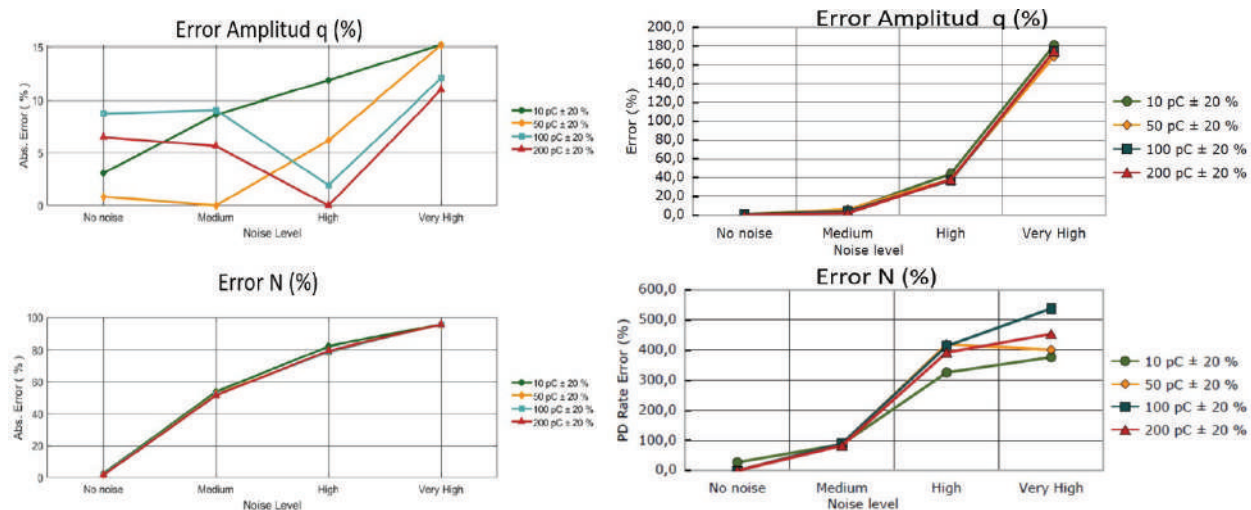 Error Amplitud q (%)
15
10
5
0
Abs. Error ( % )
No noise
Medium
High
Very High
Noise Level
10 pC ± 20 %
50 pC ± 20 %
100 pC ± 20 %
200 pC ± 20 %
Error Amplitud q (%)
200,0
180,0
160,0
140,0
120,0
100,0
80,0
60,0
40,0
20,0
0,0
Error (%)
No noise
Medium
High
Very High
Noise level
10 pC ± 20 %
50 pC ± 20 %
100 pC ± 20 %
200 pC ± 20 %
Error N (%)
100
80
60
40
20
0
Abs. Error ( % )
No noise
Medium
High
Very High
Noise Level
10 pC ± 20 %
50 pC ± 20 %
100 pC ± 20 %
200 pC ± 20 %
Error N (%)
600,0
500,0
400,0
300,0
200,0
100,0
0,0
PD Rate Error (%)
No noise
Medium
High
Very High
Noise level
10 pC ± 20 %
50 pC ± 20 %
100 pC ± 20 %
200 pC ± 20 %